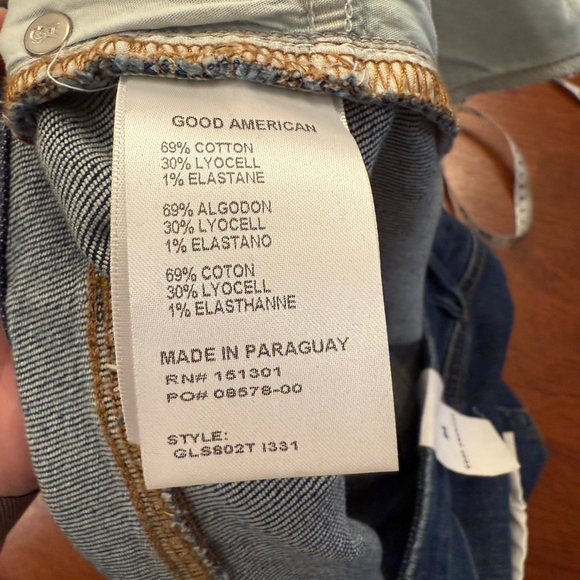 GOOD AMERICAN
69% COTTON
30% LYOCELL
1% ELASTANE
69% ALGODON
30% LYOCELL
1% ELASTANO
69% COTON
30% LYOCELL
1% ELASTHANNE
MADE IN PARAGUAY
RN# 151301
PO# 08578-00
STYLE:
GLS802T I331